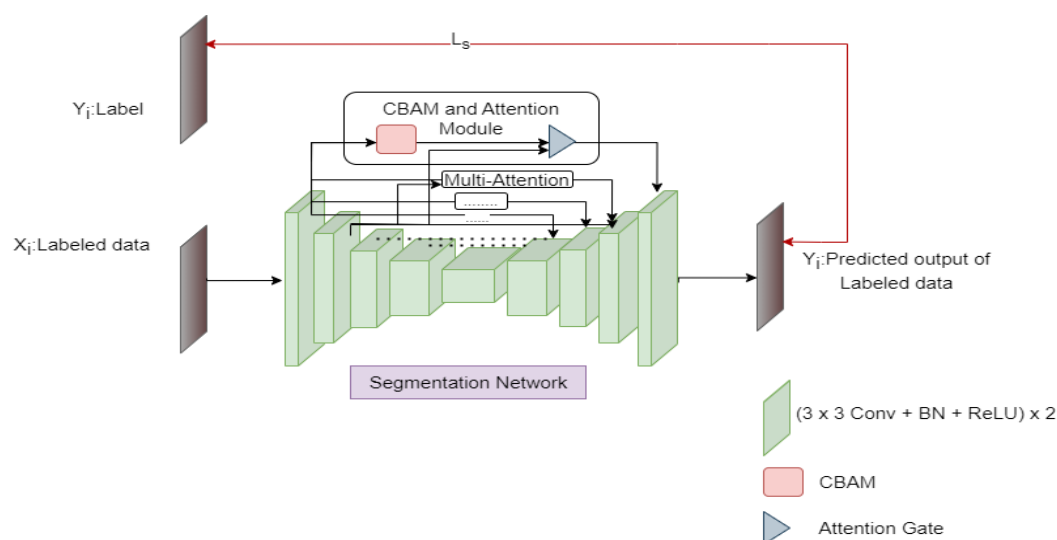 Ls
Yi:Label
CBAM and Attention
Module
Multi-Attention
........
......
Xi:Labeled data
Yi:Predicted output of
Labeled data
Segmentation Network
(3 x 3 Conv + BN + ReLU) x 2
CBAM
Attention Gate